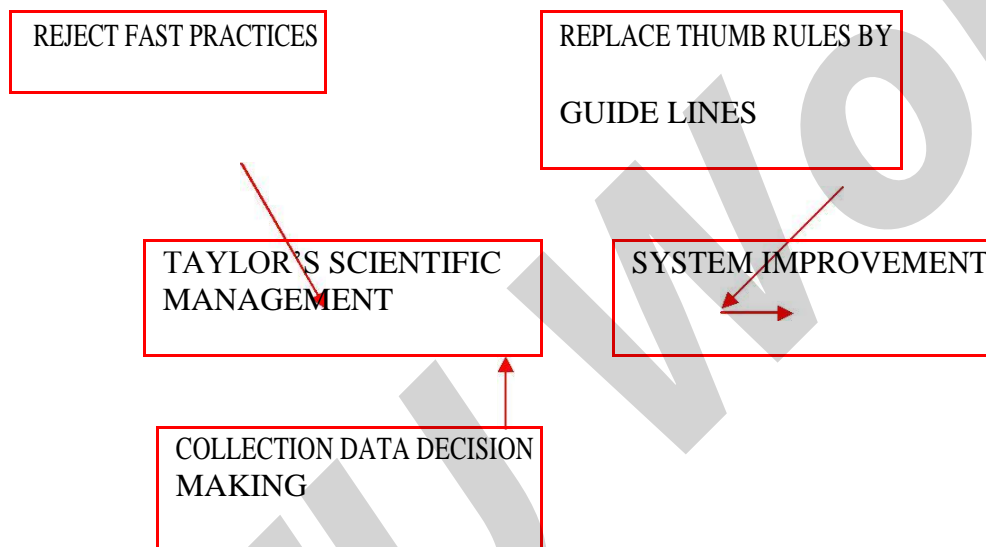 REJECT FAST PRACTICES
REPLACE THUMB RULES BY
GUIDE LINES
TAYLOR’S SCIENTIFIC
MANAGEMENT
SYSTEM IMPROVEMENT
COLLECTION DATA DECISION
MAKING